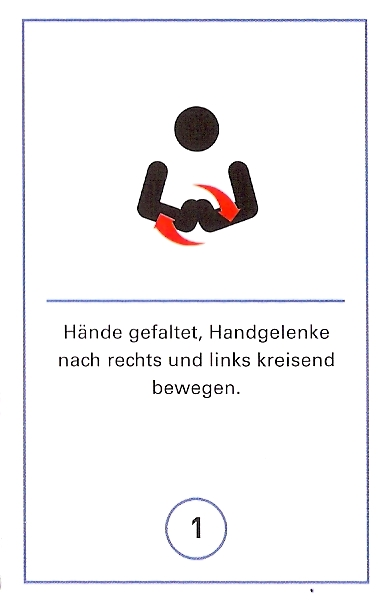 Hände gefaltet, Handgelenke
nach rechts und links kreisend
bewegen.
1